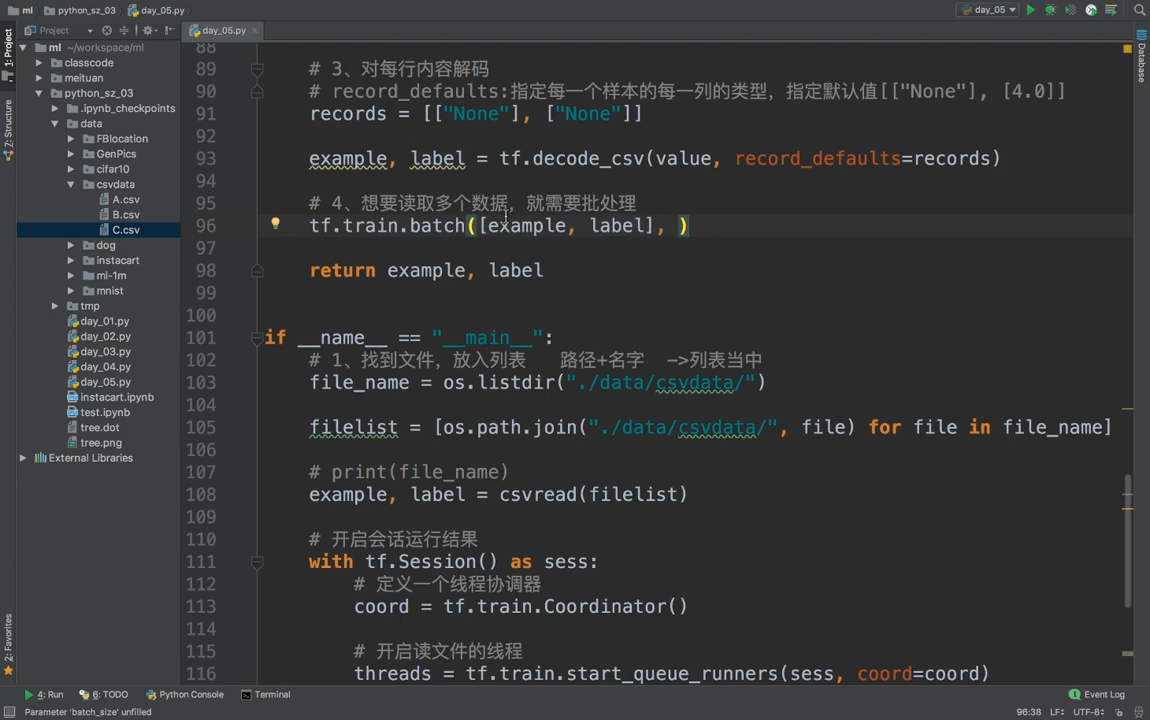 ml python_sz_03 day_05.py day_05
Project day_05.py
1: Project
Z: Structure
2: Favorites
Database
ml ~/workspace/ml
classcode
meituan
python_sz_03
.ipynb_checkpoints
data
FBlocation
GenPics
cifar10
csvdata
A.csv
B.csv
C.csv
dog
instacart
ml-1m
mnist
tmp
day_01.py
day_02.py
day_03.py
day_04.py
day_05.py
instacart.ipynb
test.ipynb
tree.dot
tree.png
External Libraries
88
89 # 3、对每行内容解码
90 # record_defaults:指定每一个样本的每一列的类型，指定默认值[["None"], [4.0]]
91 records = [["None"], ["None"]]
92
93 example, label = tf.decode_csv(value, record_defaults=records)
94
95 # 4、想要读取多个数据，就需要批处理
96 tf.train.batch([example, label], )
97
98 return example, label
99
100
101 if __name__ == "__main__":
102 # 1、找到文件，放入列表 路径+名字 ->列表当中
103 file_name = os.listdir("./data/csvdata/")
104
105 filelist = [os.path.join("./data/csvdata/", file) for file in file_name]
106
107 # print(file_name)
108 example, label = csvread(filelist)
109
110 # 开启会话运行结果
111 with tf.Session() as sess:
112 # 定义一个线程协调器
113 coord = tf.train.Coordinator()
114
115 # 开启读文件的线程
116 threads = tf.train.start_queue_runners(sess, coord=coord)
4: Run 6: TODO Python Console Terminal 1 Event Log
Parameter 'batch_size' unfilled 96:38 LF UTF-8